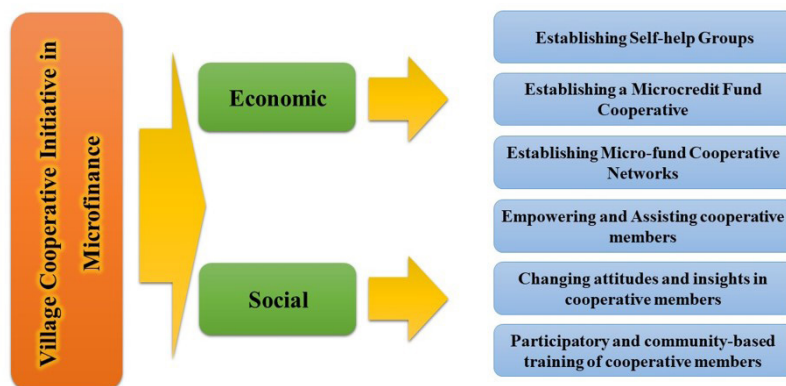 Village Cooperative Initiative in
Microfinance
Economic
Social
Establishing Self-help Groups
Establishing a Microcredit Fund
Cooperative
Establishing Micro-fund Cooperative
Networks
Empowering and Assisting cooperative
members
Changing attitudes and insights in
cooperative members
Participatory and community-based
training of cooperative members